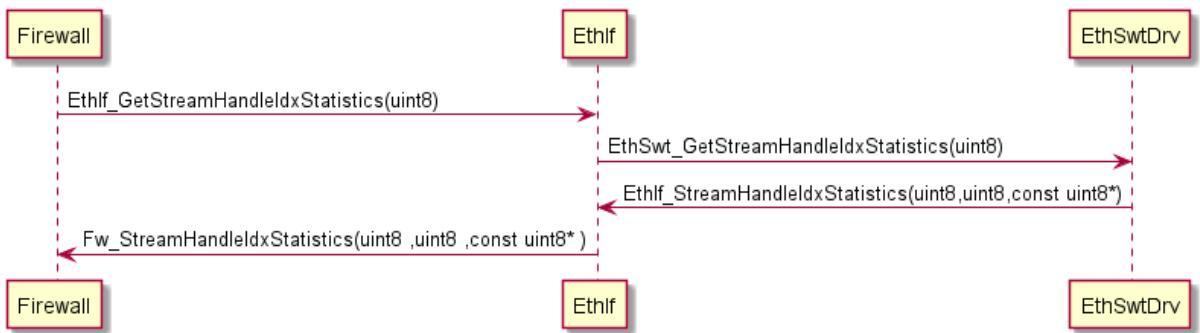 Firewall
EthIf
EthSwtDrv
EthIf_GetStreamHandleIdxStatistics(uint8)
EthSwt_GetStreamHandleIdxStatistics(uint8)
EthIf_StreamHandleIdxStatistics(uint8,uint8,const uint8*)
Fw_StreamHandleIdxStatistics(uint8 ,uint8 ,const uint8* )
Firewall
EthIf
EthSwtDrv